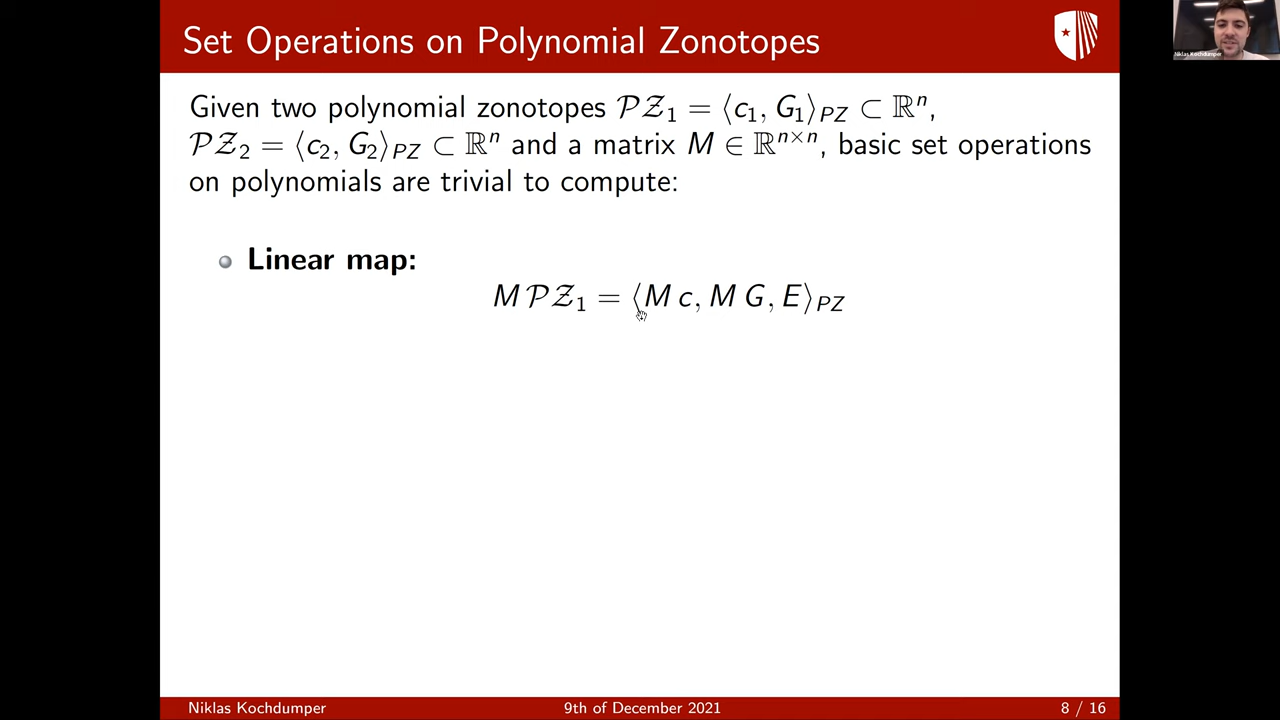 Set Operations on Polynomial Zonotopes
Niklas Kochdumper
Given two polynomial zonotopes 𝒫𝒵₁ = ⟨c₁, G₁⟩_PZ ⊂ ℝⁿ,
𝒫𝒵₂ = ⟨c₂, G₂⟩_PZ ⊂ ℝⁿ and a matrix M ∈ ℝⁿˣⁿ, basic set operations
on polynomials are trivial to compute:
Linear map:
M 𝒫𝒵₁ = ⟨M c, M G, E⟩_PZ
Niklas Kochdumper 9th of December 2021 8 / 16